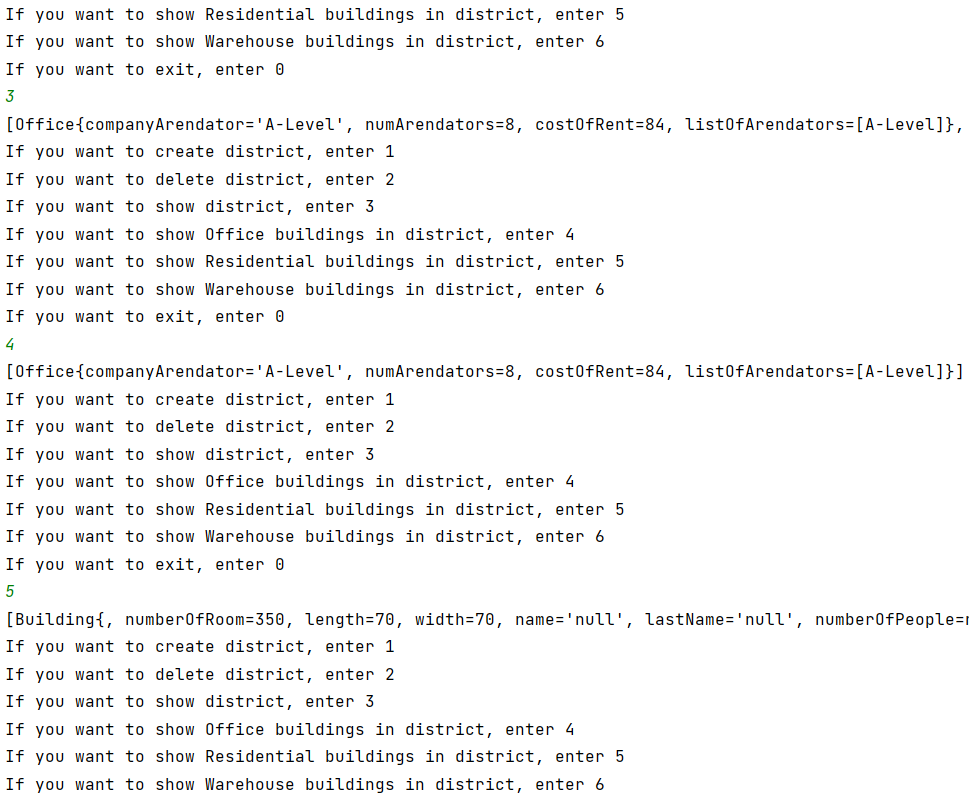 If you want to show Residential buildings in district, enter 5
If you want to show Warehouse buildings in district, enter 6
If you want to exit, enter 0
3
[Office{companyArendator='A-Level', numArendators=8, costOfRent=84, listOfArendators=[A-Level]},
If you want to create district, enter 1
If you want to delete district, enter 2
If you want to show district, enter 3
If you want to show Office buildings in district, enter 4
If you want to show Residential buildings in district, enter 5
If you want to show Warehouse buildings in district, enter 6
If you want to exit, enter 0
4
[Office{companyArendator='A-Level', numArendators=8, costOfRent=84, listOfArendators=[A-Level]}]
If you want to create district, enter 1
If you want to delete district, enter 2
If you want to show district, enter 3
If you want to show Office buildings in district, enter 4
If you want to show Residential buildings in district, enter 5
If you want to show Warehouse buildings in district, enter 6
If you want to exit, enter 0
5
[Building{, numberOfRoom=350, length=70, width=70, name='null', lastName='null', numberOfPeople=
If you want to create district, enter 1
If you want to delete district, enter 2
If you want to show district, enter 3
If you want to show Office buildings in district, enter 4
If you want to show Residential buildings in district, enter 5
If you want to show Warehouse buildings in district, enter 6